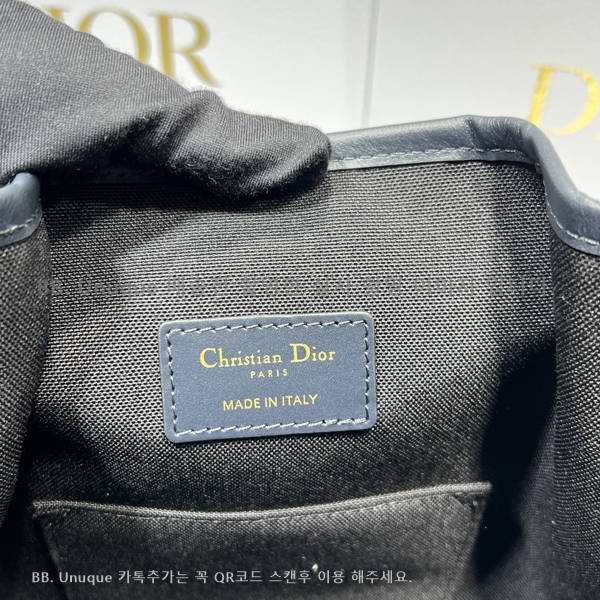 DIOR
D
Christian Dior
PARIS
MADE IN ITALY
BB. Unuque 카톡추가는 꼭 QR코드 스캔후 이용 해주세요.